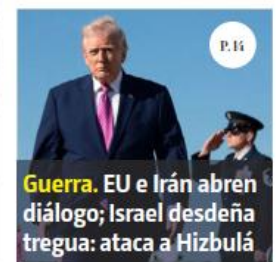 P.14
Guerra. EU e Irán abren
diálogo; Israel desdeña
tregua: ataca a Hizbulá